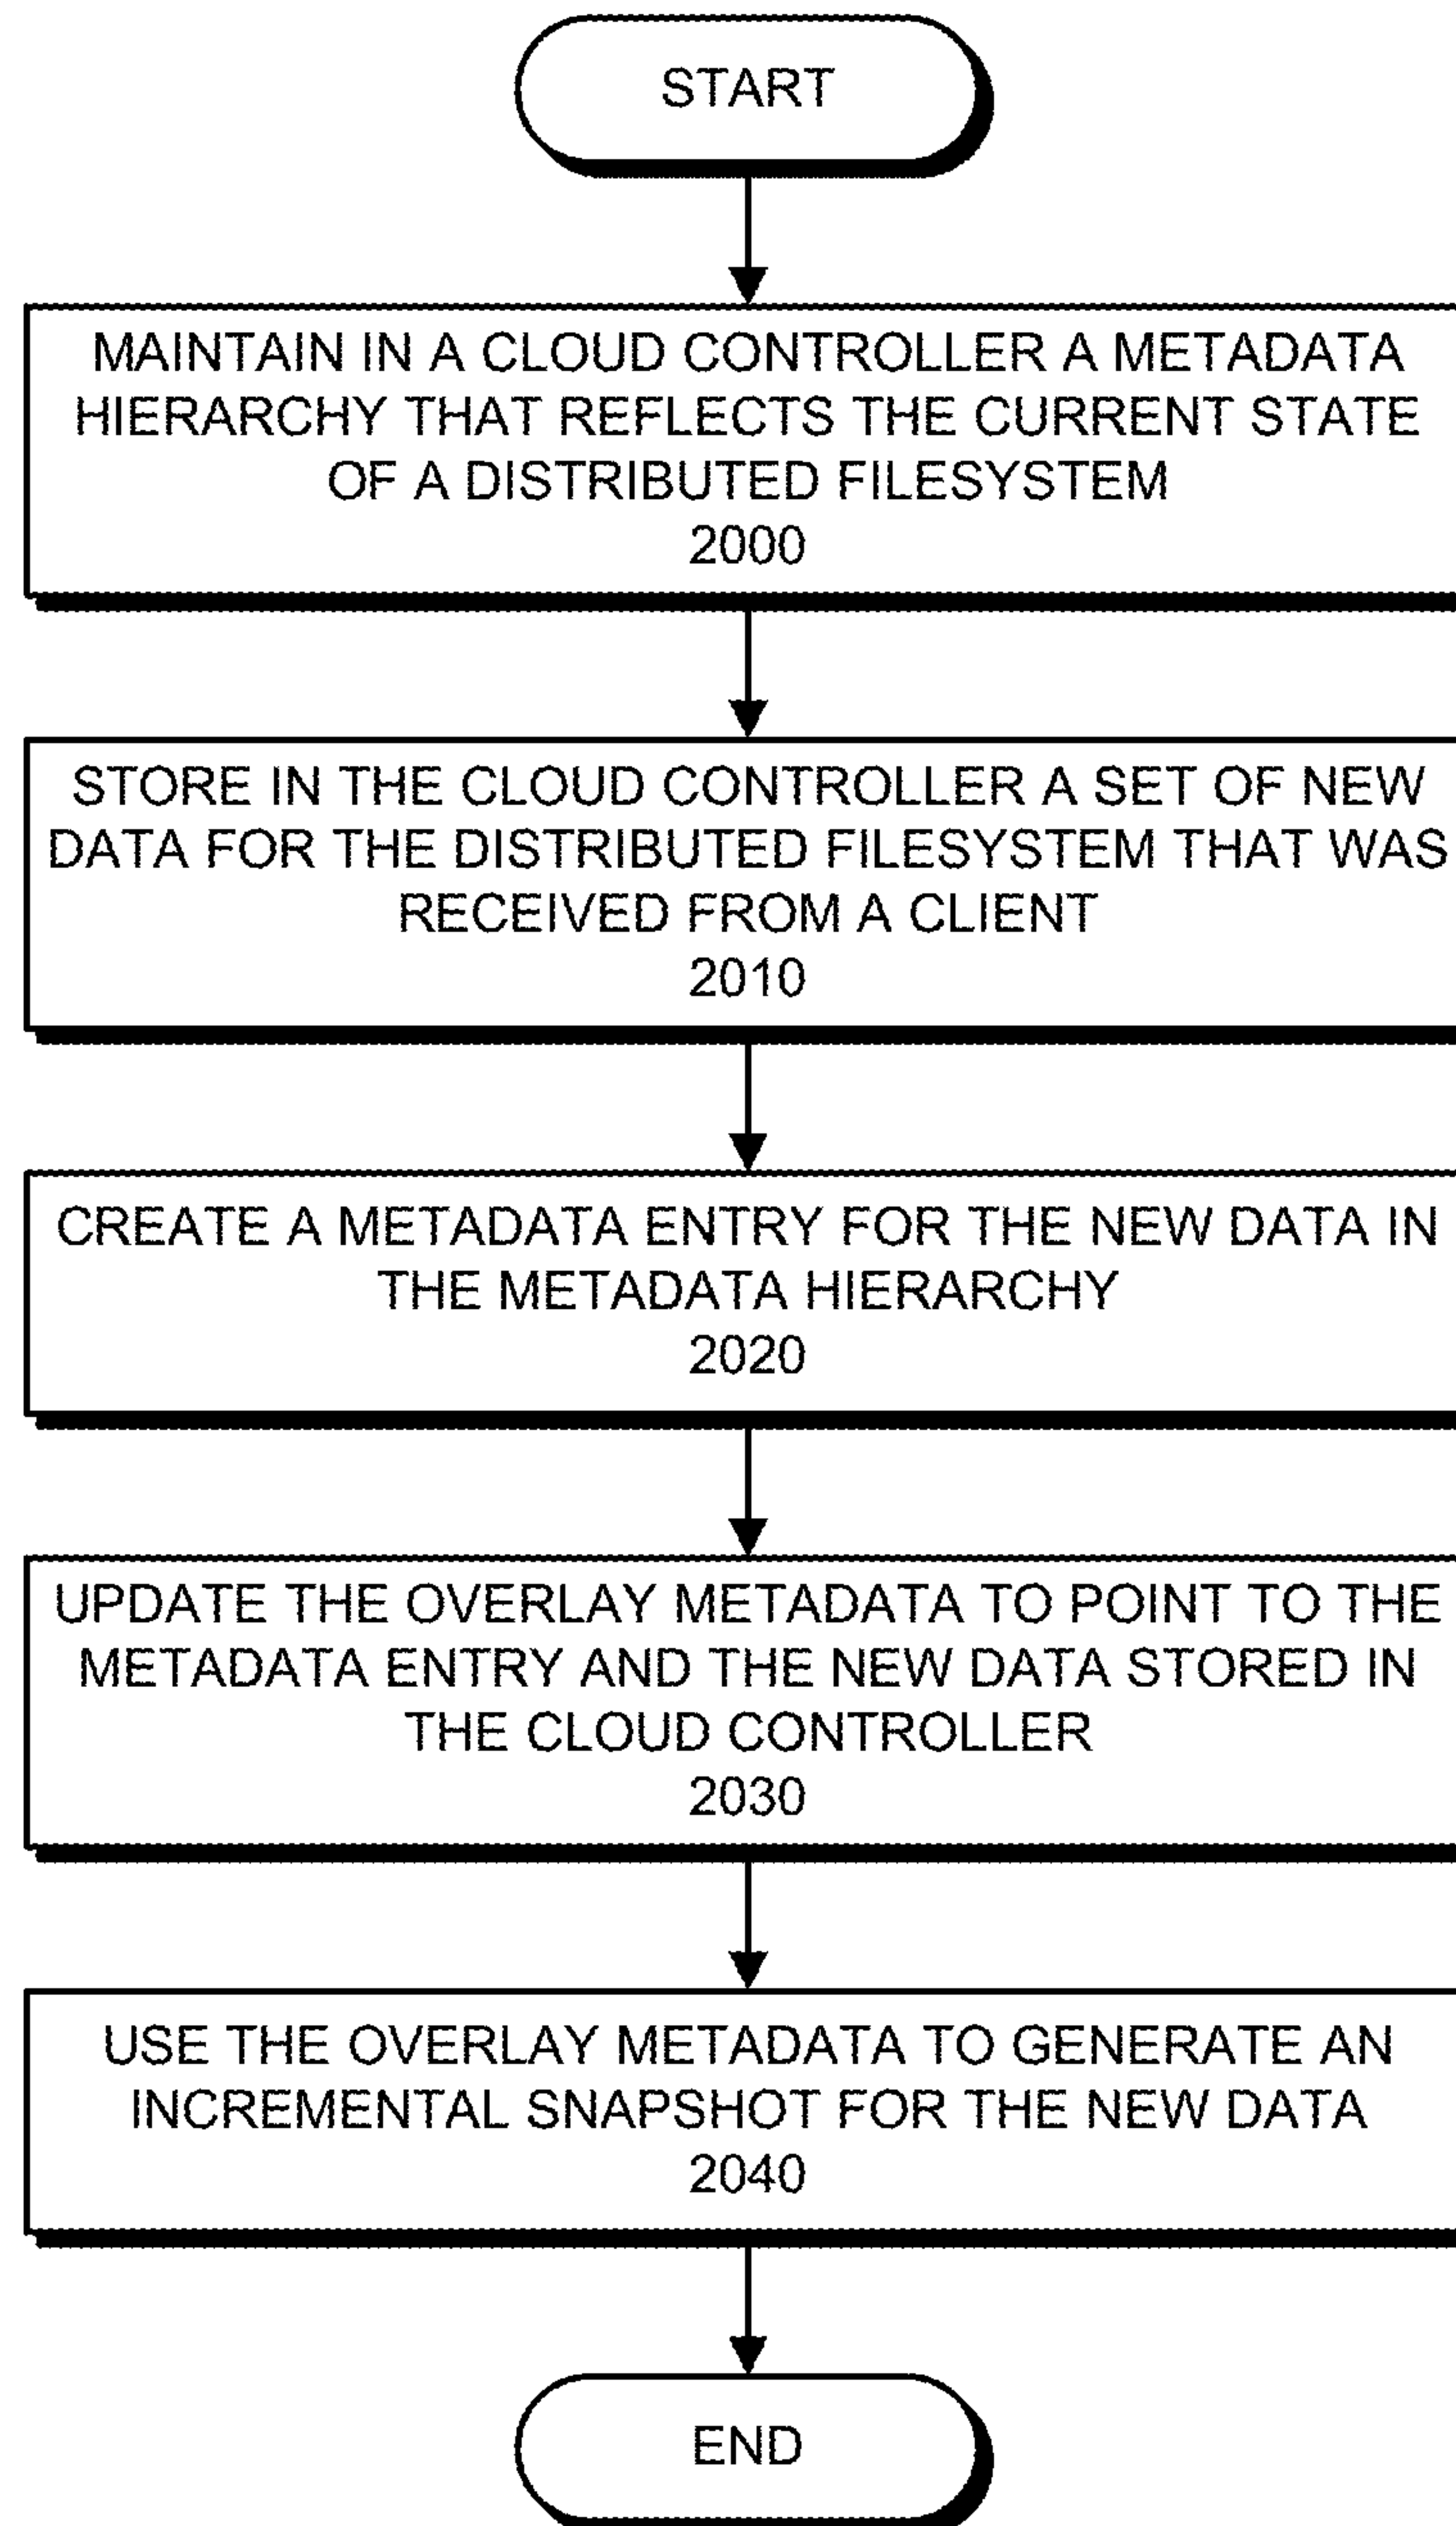 START
MAINTAIN IN A CLOUD CONTROLLER A METADATA
HIERARCHY THAT REFLECTS THE CURRENT STATE
OF A DISTRIBUTED FILESYSTEM
2000
STORE IN THE CLOUD CONTROLLER A SET OF NEW
DATA FOR THE DISTRIBUTED FILESYSTEM THAT WAS
RECEIVED FROM A CLIENT
2010
CREATE A METADATA ENTRY FOR THE NEW DATA IN
THE METADATA HIERARCHY
2020
UPDATE THE OVERLAY METADATA TO POINT TO THE
METADATA ENTRY AND THE NEW DATA STORED IN
THE CLOUD CONTROLLER
2030
USE THE OVERLAY METADATA TO GENERATE AN
INCREMENTAL SNAPSHOT FOR THE NEW DATA
2040
END